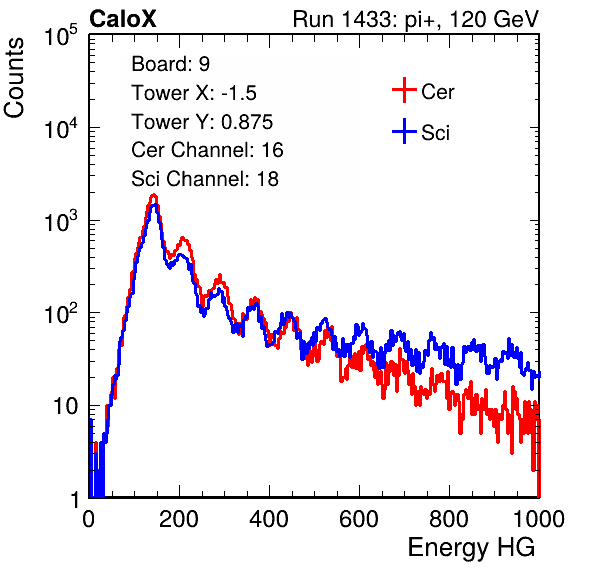 CaloX Run 1433: pi+, 120 GeV
Counts
Board: 9
Tower X: -1.5
Tower Y: 0.875
Cer Channel: 16
Sci Channel: 18
Cer
Sci
10^5
10^4
10^3
10^2
10
1
0 200 400 600 800 1000
Energy HG